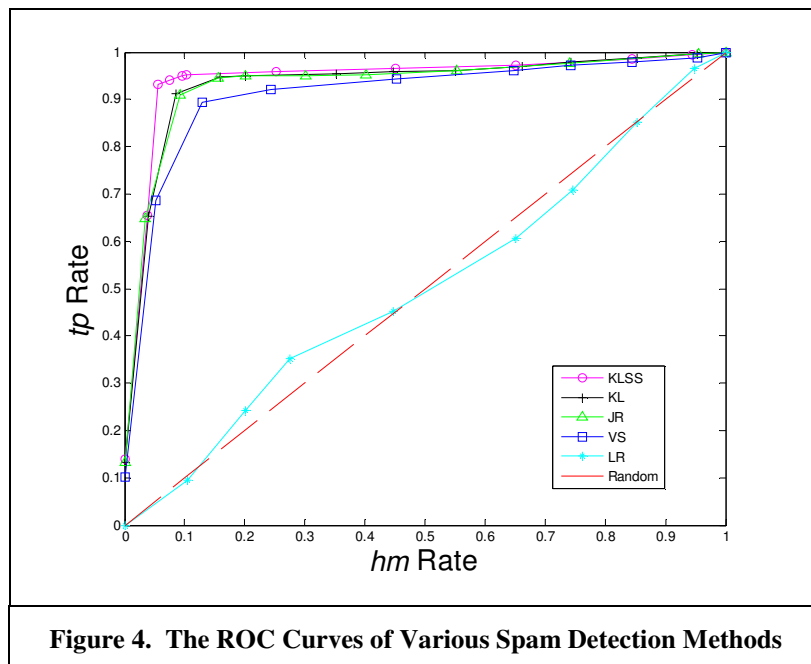 1
0.9
0.8
0.7
0.6
0.5
0.4
0.3
0.2
0.1
0
tp Rate
KLSS
KL
JR
VS
LR
Random
0 0.1 0.2 0.3 0.4 0.5 0.6 0.7 0.8 0.9 1
hm Rate
Figure 4. The ROC Curves of Various Spam Detection Methods